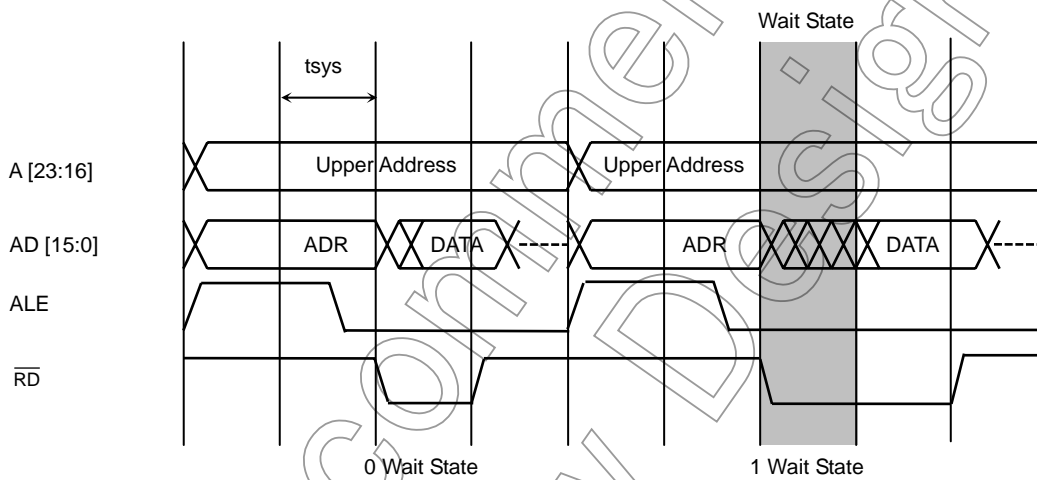 Wait State
tsys
A [23:16]
Upper Address
Upper Address
AD [15:0]
ADR
DATA
ADR
DATA
ALE
RD
0 Wait State
1 Wait State